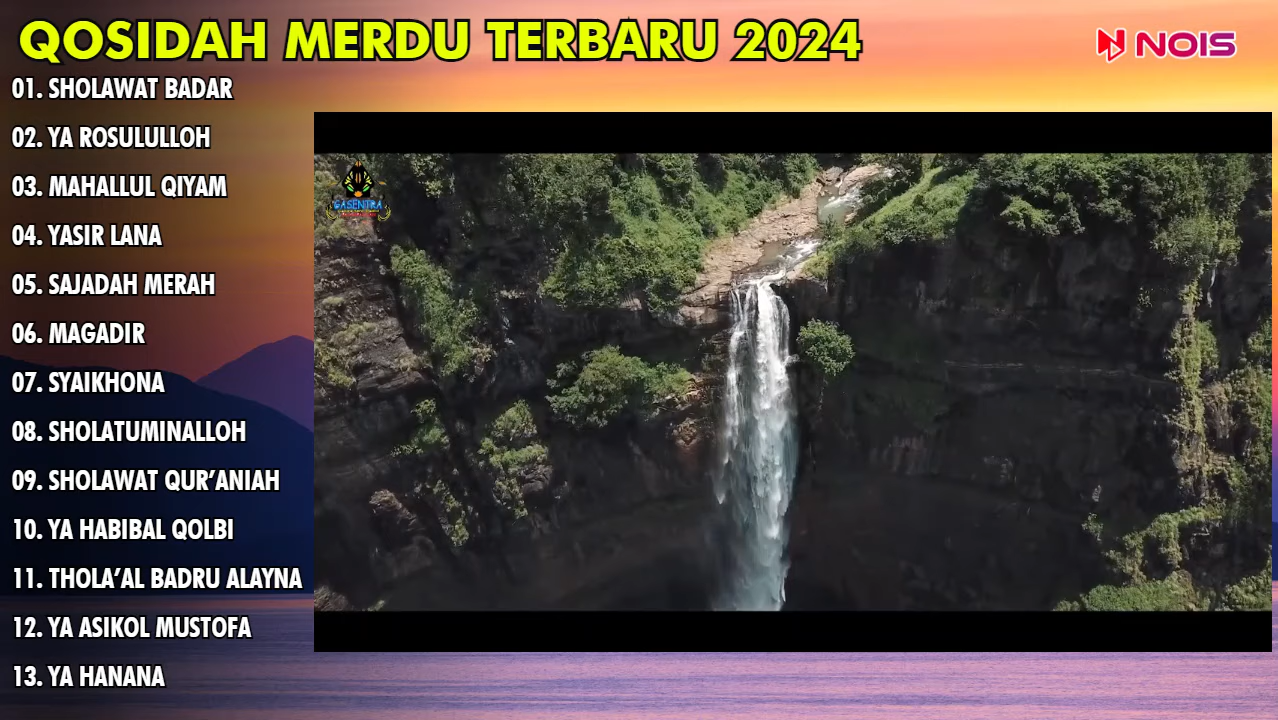 QOSIDAH MERDU TERBARU 2024
NOIS
01. SHOLAWAT BADAR
02. YA ROSULULLOH
03. MAHALLUL QIYAM
04. YASIR LANA
05. SAJADAH MERAH
06. MAGADIR
07. SYAIKHONA
08. SHOLATUMINALLOH
09. SHOLAWAT QUR’ANIAH
10. YA HABIBAL QOLBI
11. THOLA’AL BADRU ALAYNA
12. YA ASIKOL MUSTOFA
13. YA HANANA
GASENTRA